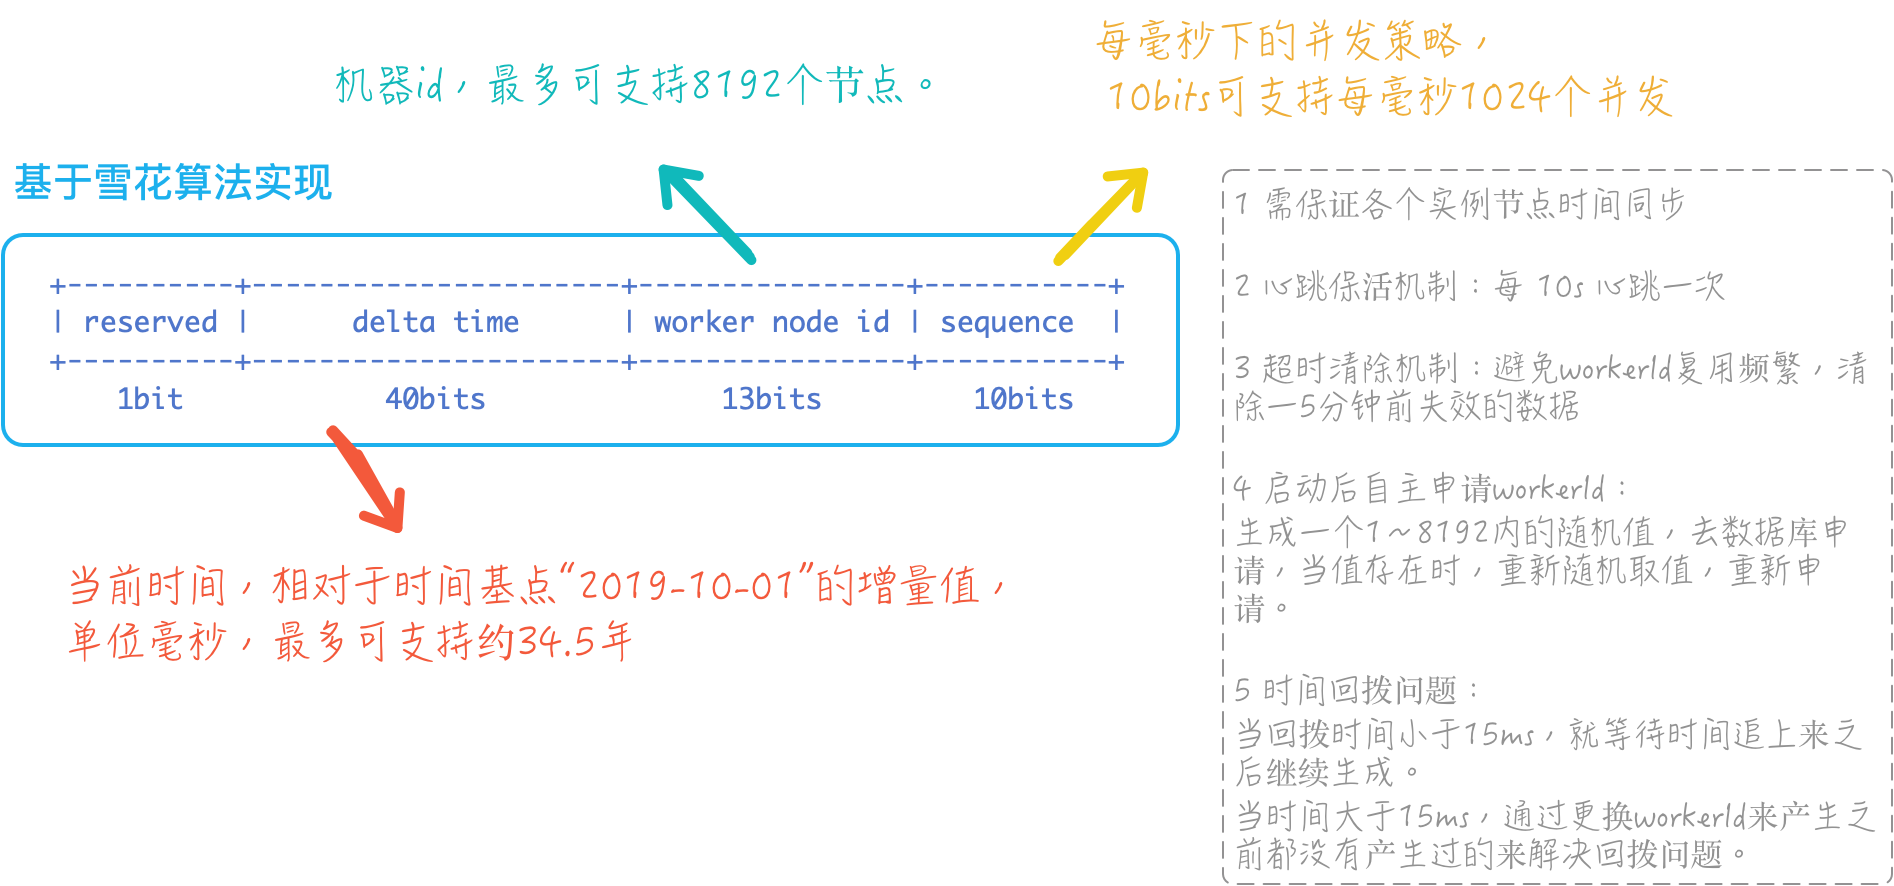 每毫秒下的并发策略，
10bits可支持每毫秒1024个并发
机器id，最多可支持8192个节点。
基于雪花算法实现
+----------+----------------------+----------------+-----------+
| reserved | delta time | worker node id | sequence |
+----------+----------------------+----------------+-----------+
1bit 40bits 13bits 10bits
当前时间，相对于时间基点“2019-10-01”的增量值，
单位毫秒，最多可支持约34.5年
1 需保证各个实例节点时间同步
2 心跳保活机制：每 10s 心跳一次
3 超时清除机制：避免workerId复用频繁，清
除一5分钟前失效的数据
4 启动后自主申请workerId：
生成一个1～8192内的随机值，去数据库申
请，当值存在时，重新随机取值，重新申
请。
5 时间回拨问题：
当回拨时间小于15ms，就等待时间追上来之
后继续生成。
当时间大于15ms，通过更换workerId来产生之
前都没有产生过的来解决回拨问题。